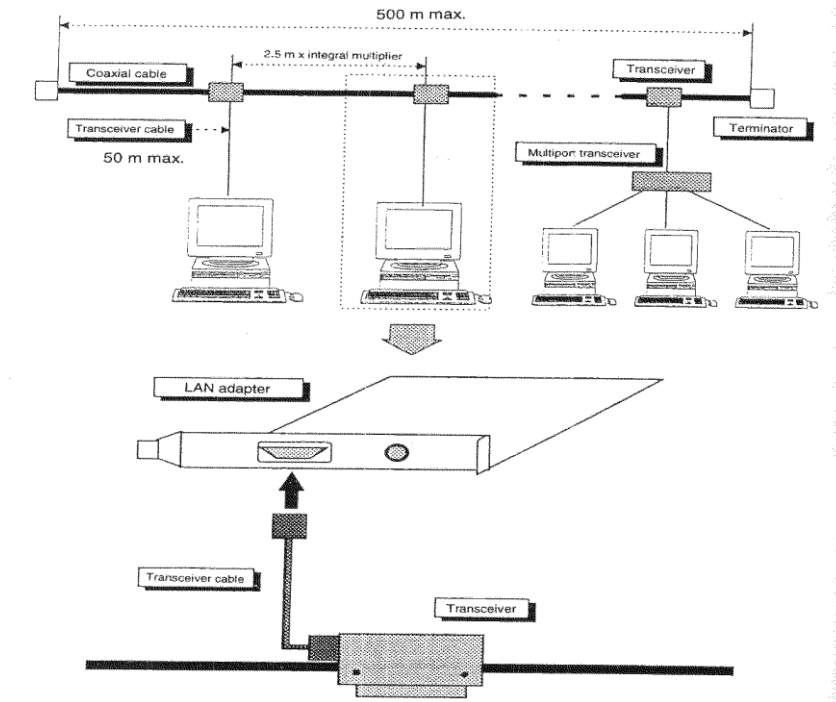 500 m max.
2.5 m x integral multiplier
Coaxial cable
Transceiver
Transceiver cable
50 m max.
Terminator
Multiport transceiver
LAN adapter
Transceiver cable
Transceiver